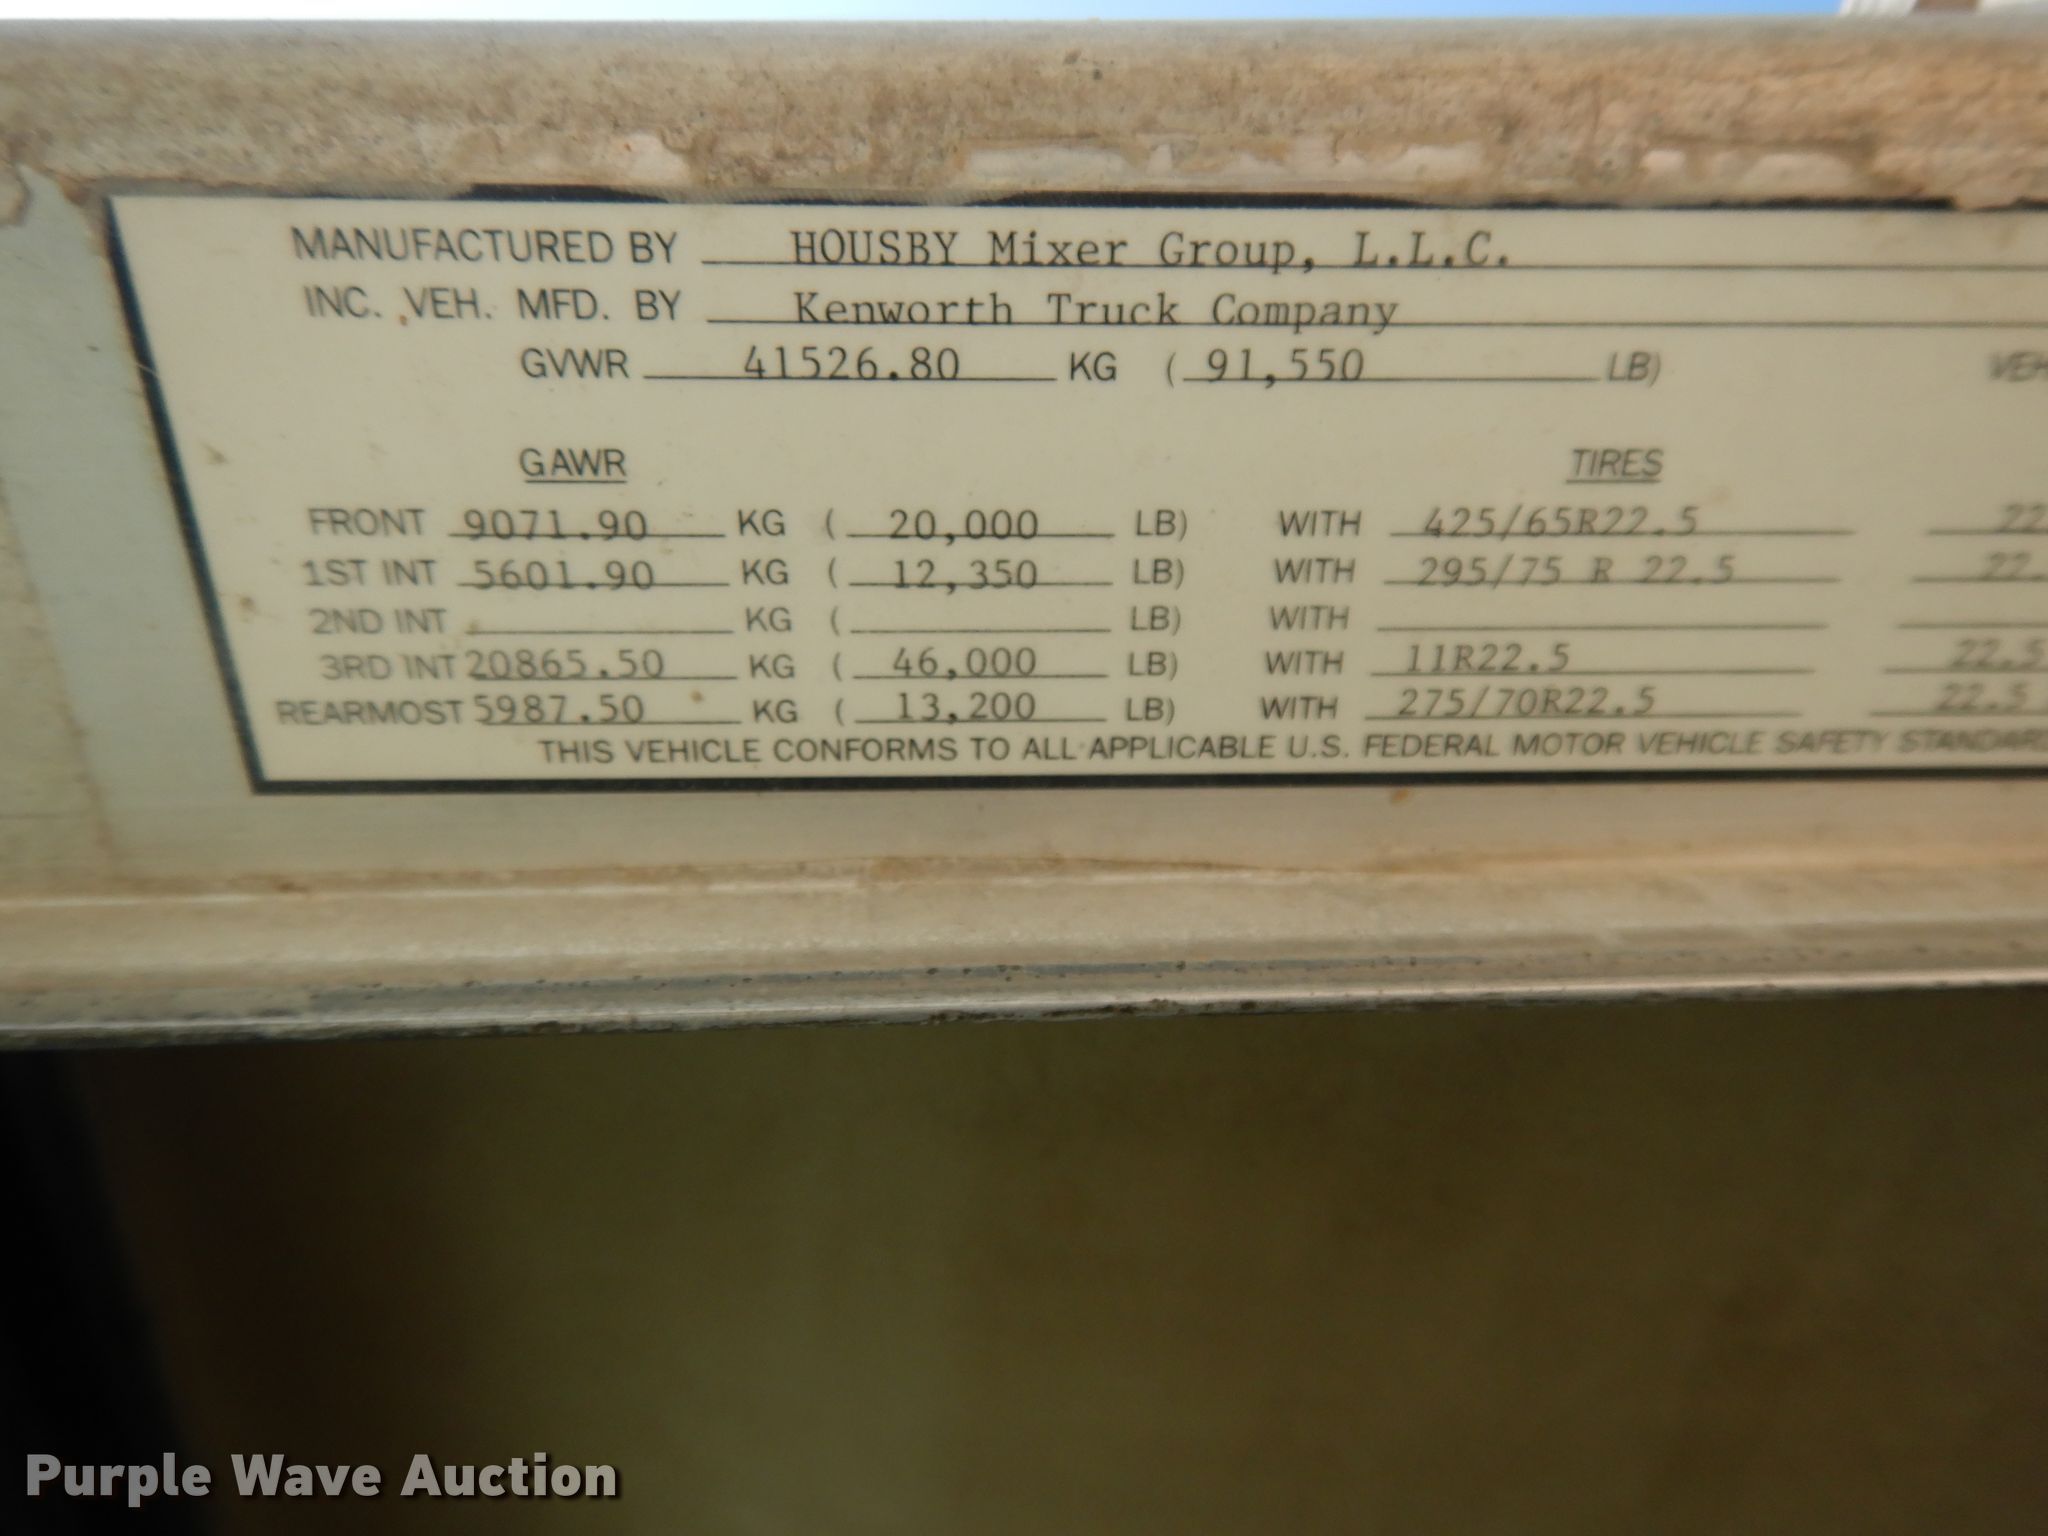 MANUFACTURED BY HOUSBY Mixer Group, L.L.C.
INC. VEH. MFD. BY Kenworth Truck Company
GVWR 41526.80 KG (91,550 LB) VEH
GAWR TIRES
FRONT 9071.90 KG (20,000 LB) WITH 425/65R22.5 22
1ST INT 5601.90 KG (12,350 LB) WITH 295/75 R 22.5 22.
2ND INT KG ( LB) WITH
3RD INT 20865.50 KG (46,000 LB) WITH 11R22.5 22.5
REARMOST 5987.50 KG (13,200 LB) WITH 275/70R22.5 22.5
THIS VEHICLE CONFORMS TO ALL APPLICABLE U.S. FEDERAL MOTOR VEHICLE SAFETY STANDAR
Purple Wave Auction